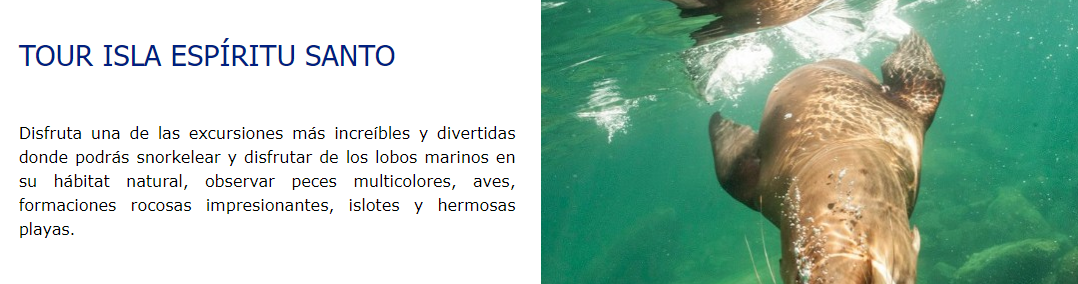 TOUR ISLA ESPÍRITU SANTO
Disfruta una de las excursiones más increíbles y divertidas
donde podrás snorkelear y disfrutar de los lobos marinos en
su hábitat natural, observar peces multicolores, aves,
formaciones rocosas impresionantes, islotes y hermosas
playas.